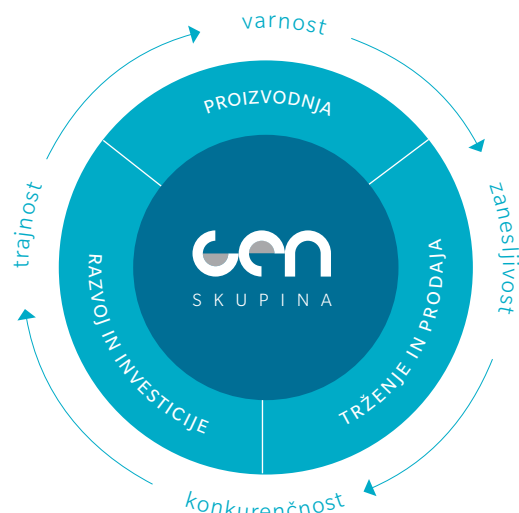 varnost
PROIZVODNJA
zanesljivost
trajnost
gen
SKUPINA
RAZVOJ IN INVESTICIJE
TRŽENJE IN PRODAJA
konkurenčnost